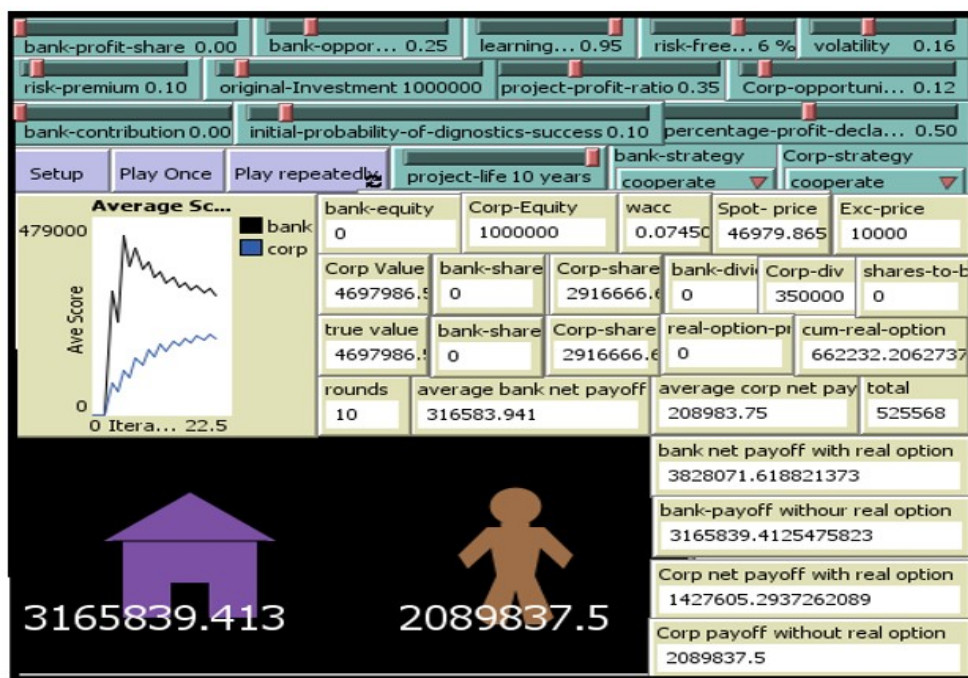 bank-profit-share 0.00 bank-oppor... 0.25 learning... 0.95 risk-free... 6 % volatility 0.16
risk-premium 0.10 original-Investment 1000000 project-profit-ratio 0.35 Corp-opportuni... 0.12
bank-contribution 0.00 initial-probability-of-dignostics-success 0.10 percentage-profit-decla... 0.50
Setup Play Once Play repeatedly project-life 10 years bank-strategy cooperate Corp-strategy cooperate
Average Sc...
479000
Ave Score
0
0 Itera... 22.5
bank
corp
bank-equity Corp-Equity wacc Spot- price Exc-price
0 1000000 0.0745 46979.865 10000
Corp Value bank-share Corp-share bank-divi Corp-div shares-to-b
4697986.5 0 2916666.6 0 350000 0
true value bank-share Corp-share real-option-pr cum-real-option
4697986.5 0 2916666.6 0 662232.2062737
rounds average bank net payoff average corp net pay total
10 316583.941 208983.75 525568
bank net payoff with real option
3828071.618821373
bank-payoff withour real option
3165839.4125475823
Corp net payoff with real option
1427605.2937262089
Corp payoff without real option
2089837.5
3165839.413 2089837.5